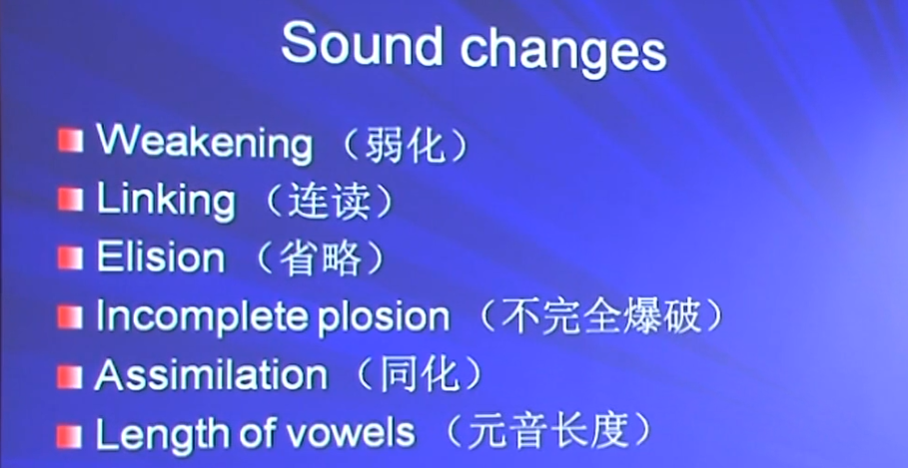 Sound changes
Weakening （弱化）
Linking （连读）
Elision （省略）
Incomplete plosion （不完全爆破）
Assimilation （同化）
Length of vowels （元音长度）